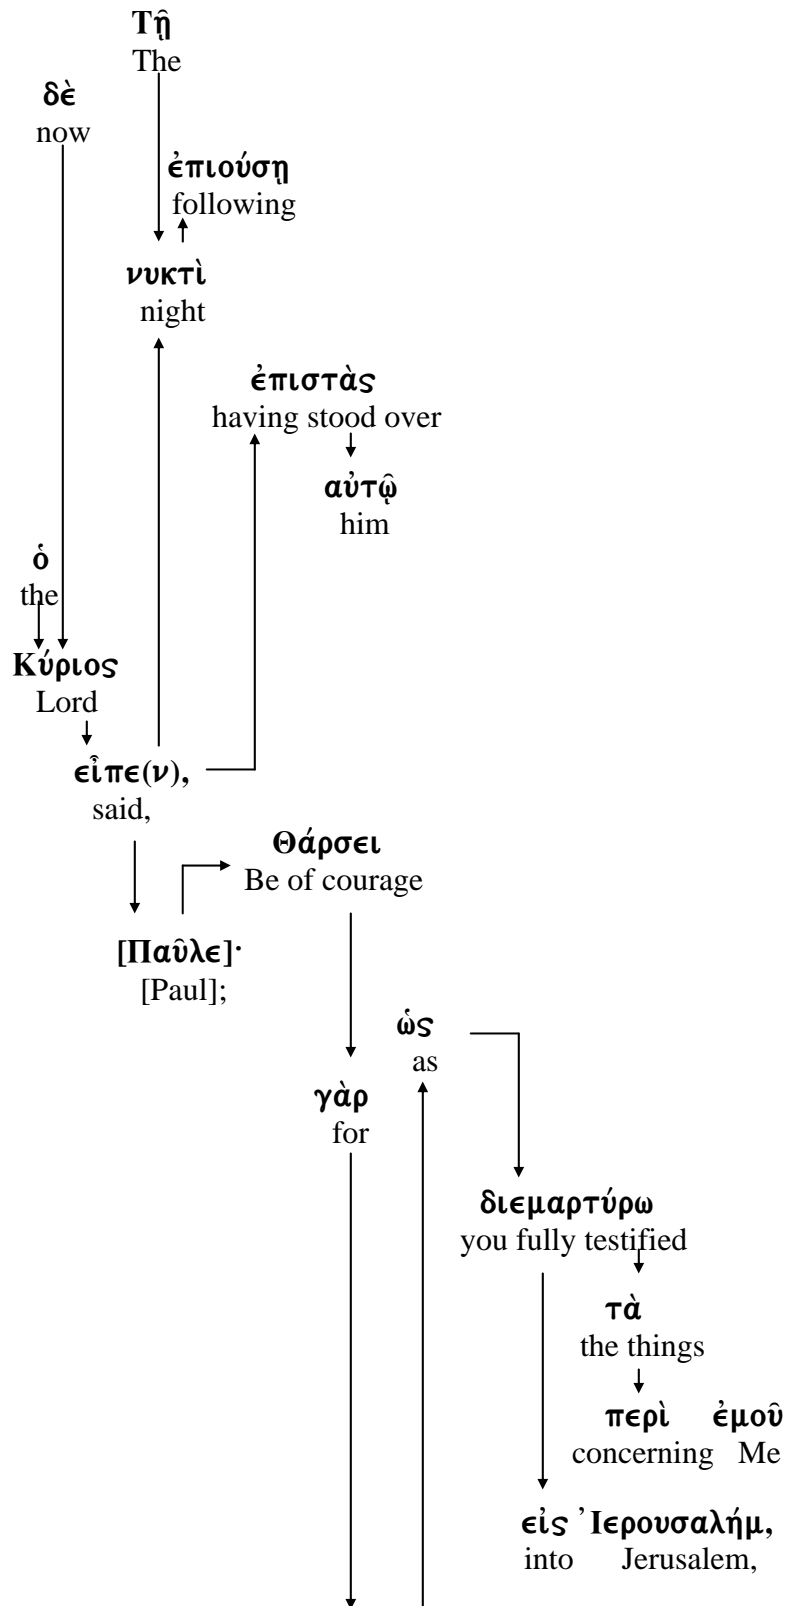 Τῇ
The
δὲ
now
ἐπιούσῃ
following
νυκτὶ
night
ἐπιστὰς
having stood over
αὐτῷ
him
ὁ
the
Κύριος
Lord
εἶπε(ν),
said,
Θάρσει
Be of courage
[Παῦλε]·
[Paul];
ὡς
as
γὰρ
for
διεμαρτύρω
you fully testified
τὰ
the things
περὶ ἐμοῦ
concerning Me
εἰς Ἰερουσαλήμ,
into Jerusalem,